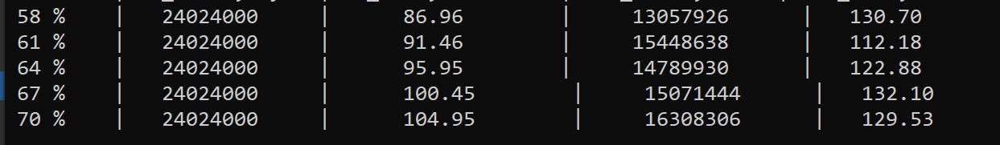 58 %    |   24024000     |      86.96        |     13057926      |   130.70
61 %    |   24024000     |      91.46        |     15448638      |   112.18
64 %    |   24024000     |      95.95        |     14789930      |   122.88
67 %    |   24024000     |      100.45        |     15071444      |   132.10
70 %    |   24024000     |      104.95        |     16308306      |   129.53